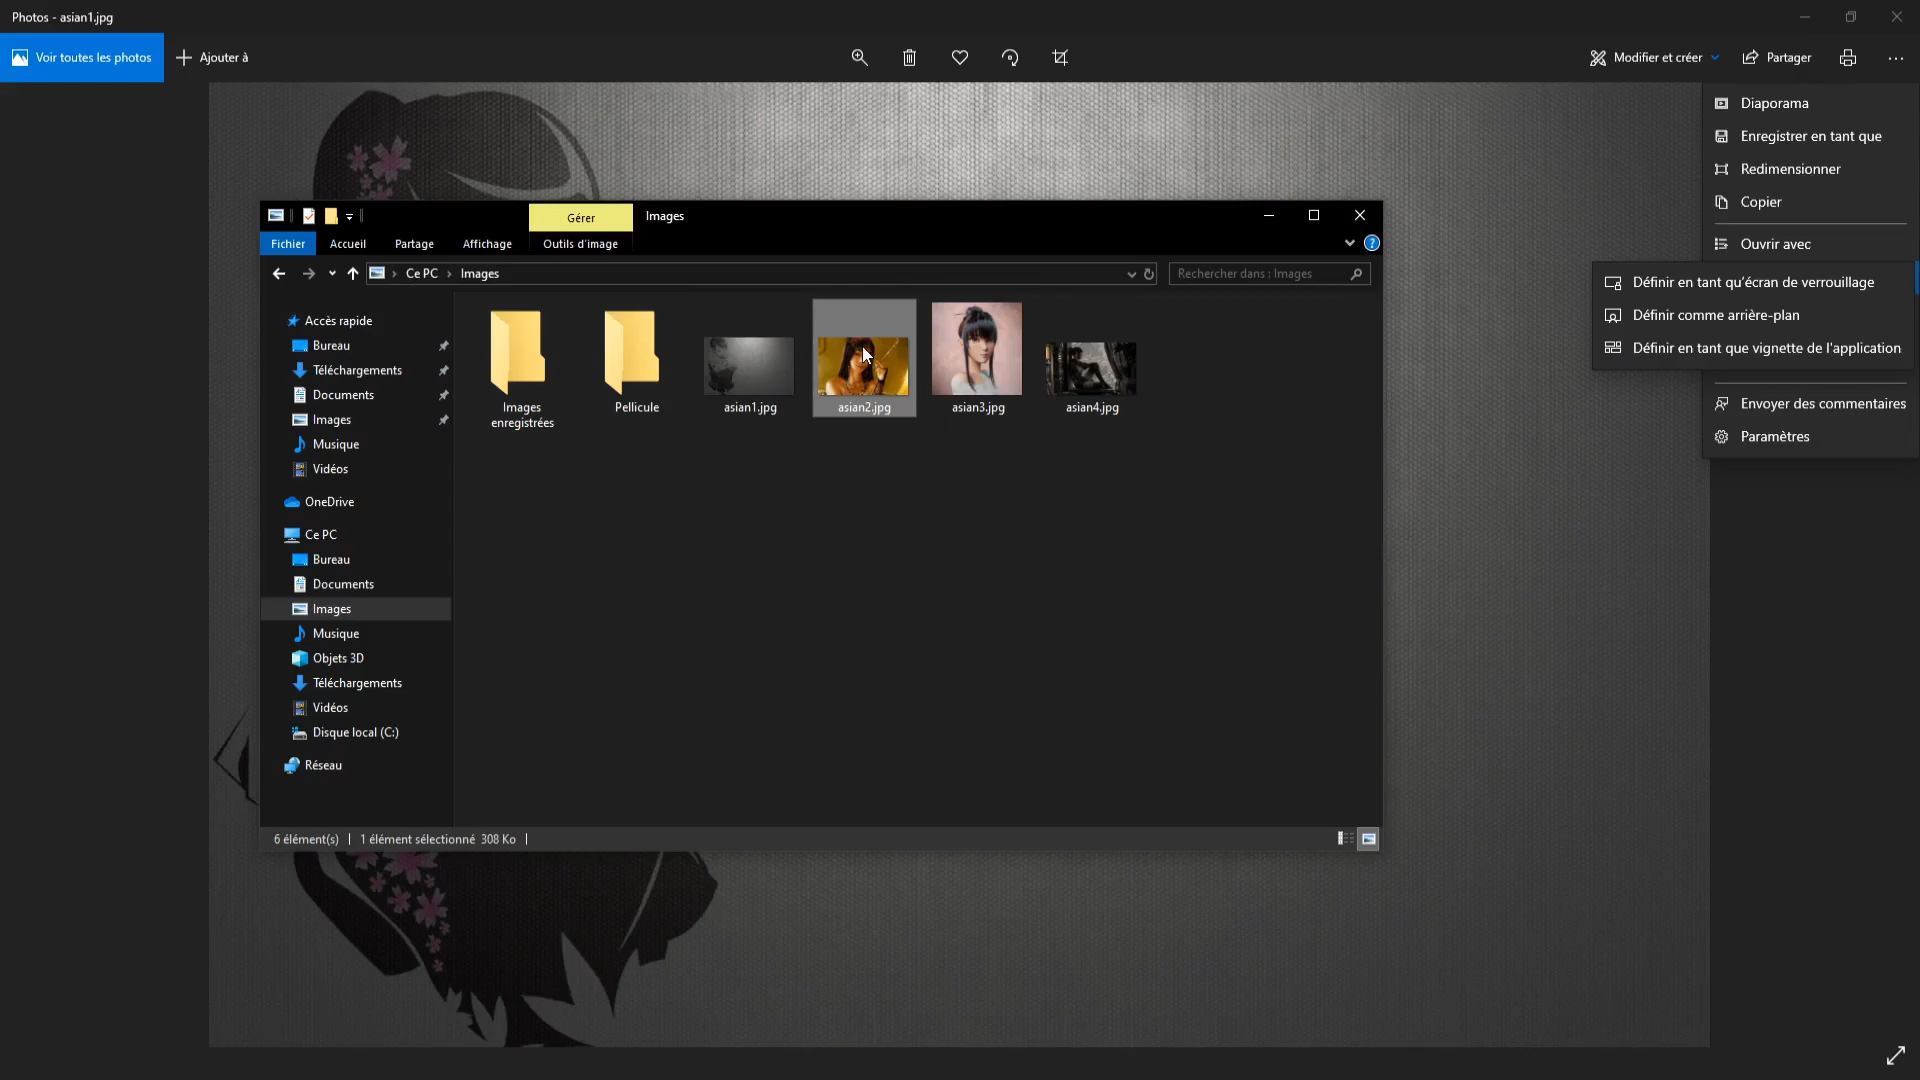 Photos - asian1.jpg
Voir toutes les photos
Ajouter à
Modifier et créer
Partager
Diaporama
Enregistrer en tant que
Redimensionner
Copier
Ouvrir avec
Définir en tant qu'écran de verrouillage
Définir comme arrière-plan
Définir en tant que vignette de l'application
Envoyer des commentaires
Paramètres
Gérer
Images
Fichier
Accueil
Partage
Affichage
Outils d'image
?
Ce PC
Images
Rechercher dans : Images
Accès rapide
Bureau
Téléchargements
Documents
Images
Musique
Vidéos
OneDrive
Ce PC
Bureau
Documents
Images
Musique
Objets 3D
Téléchargements
Vidéos
Disque local (C:)
Réseau
Images
enregistrées
Pellicule
asian1.jpg
asian2.jpg
asian3.jpg
asian4.jpg
6 élément(s)
1 élément sélectionné 308 Ko